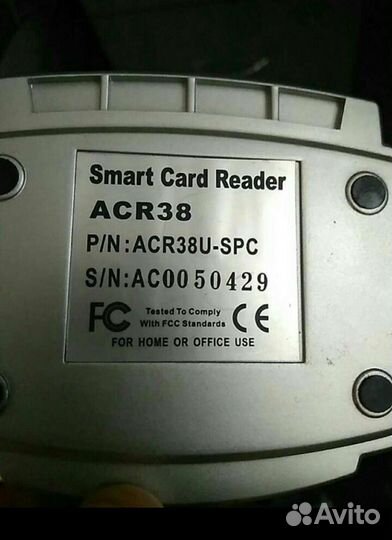 Smart Card Reader
ACR38
P/N:ACR38U-SPC
S/N:AC0050429
FC Tested To Comply With FCC Standards CE
FOR HOME OR OFFICE USE
Avito